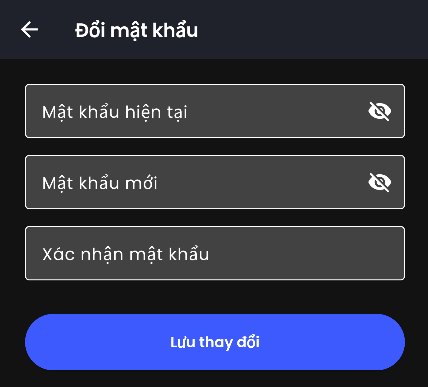 Đổi mật khẩu
Mật khẩu hiện tại
Mật khẩu mới
Xác nhận mật khẩu
Lưu thay đổi